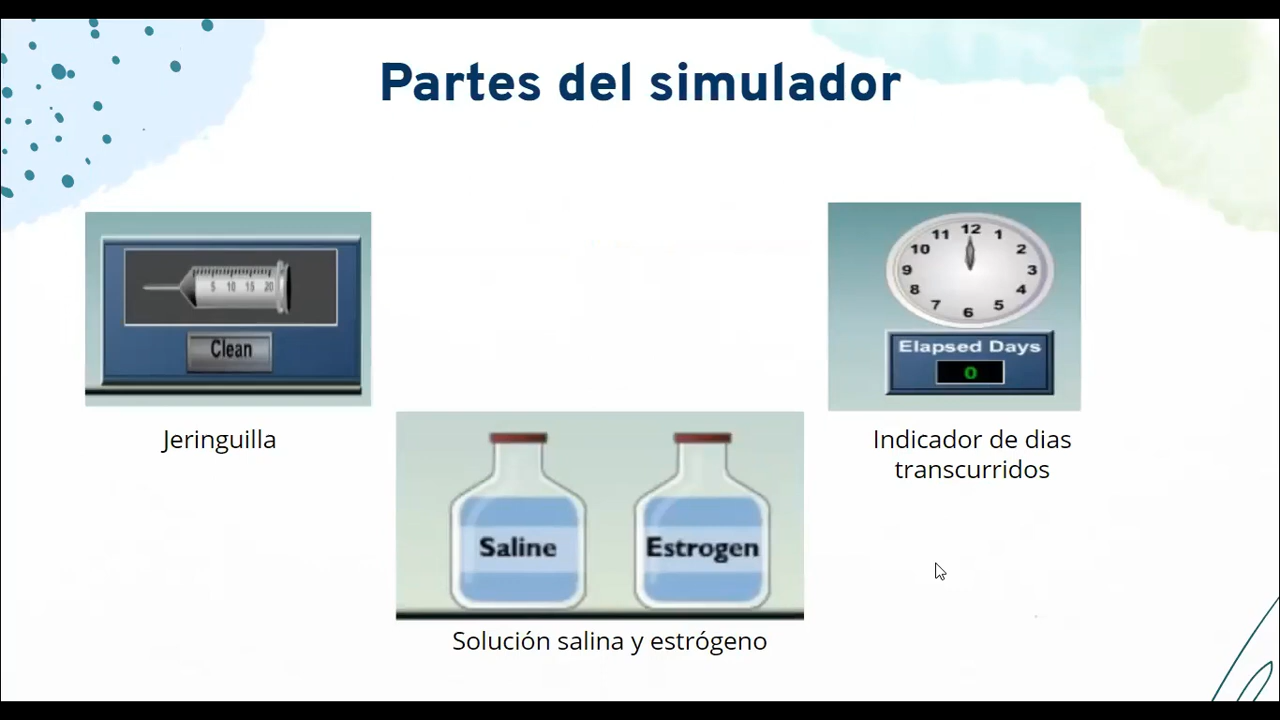 Partes del simulador
5 10 15 20
Clean
Jeringuilla
Saline
Estrogen
Solución salina y estrógeno
12
1
2
3
4
5
6
7
8
9
10
11
Elapsed Days
0
Indicador de dias
transcurridos